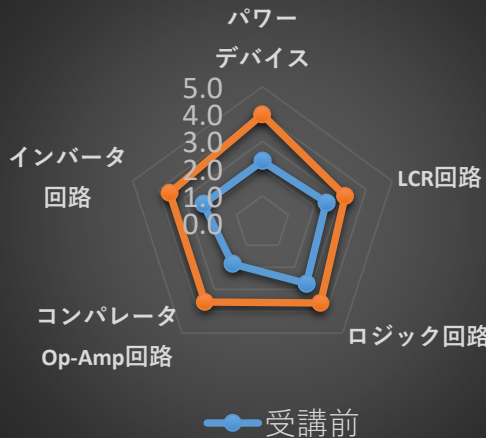 パワー
デバイス
5.0
4.0
3.0
2.0
1.0
0.0
インバータ
回路
LCR回路
コンパレータ
Op-Amp回路
ロジック回路
受講前